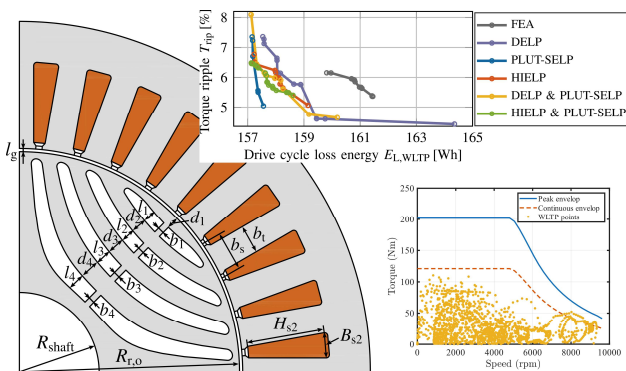 Torque ripple T_rip [%]
8
7
6
5
157
159
161
163
165
Drive cycle loss energy E_L,WLTP [Wh]
FEA
DELP
PLUT-SELP
HIELP
DELP & PLUT-SELP
HIELP & PLUT-SELP
l_g
l_1
d_2
l_2
d_3
l_3
d_4
l_4
d_1
b_1
b_2
b_3
b_4
b_s
b_t
H_s2
B_s2
R_shaft
R_r,o
250
200
150
100
50
0
Torque (Nm)
0
2000
4000
6000
8000
10000
Speed (rpm)
Peak envelop
Continuous envelop
WLTP points